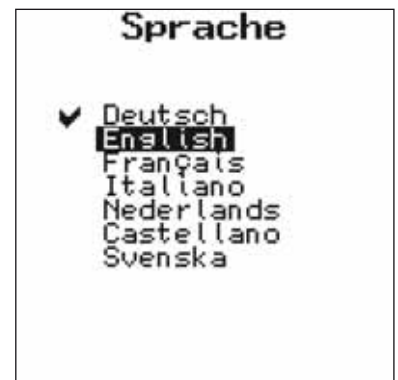 Sprache
Deutsch
English
Français
Italiano
Nederlands
Castellano
Svenska